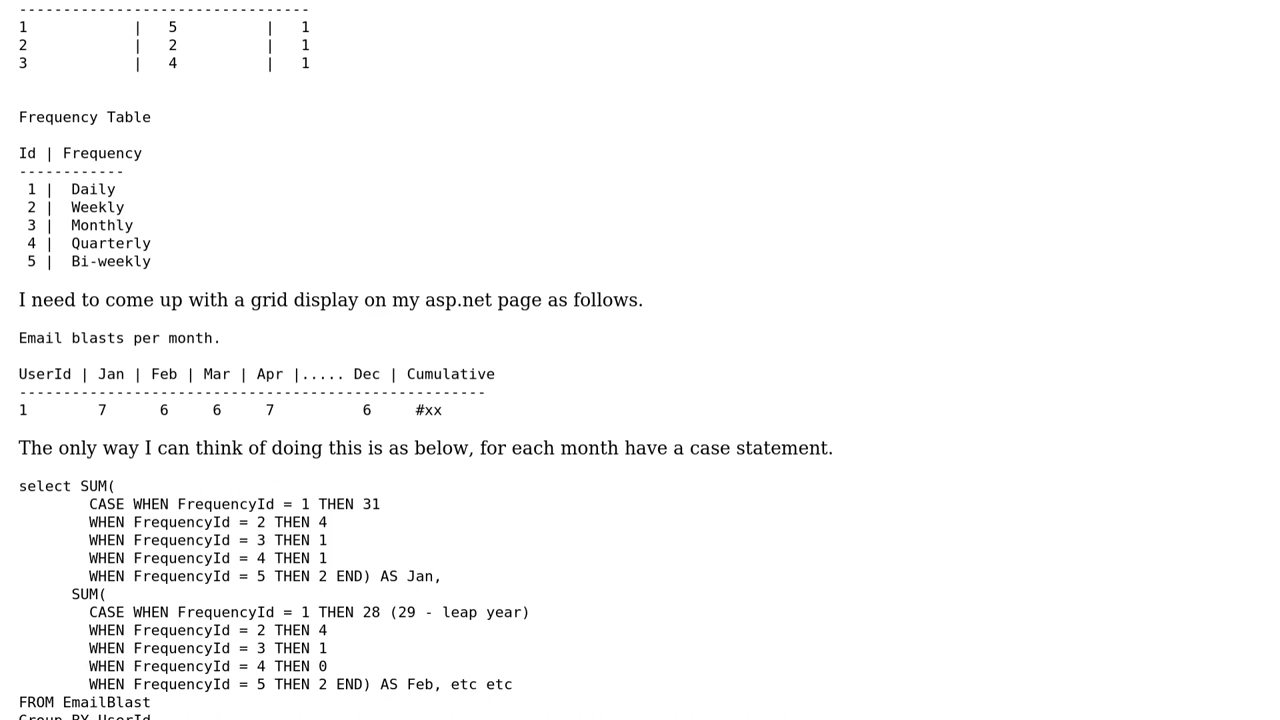 ---------------------------------
1            |   5          |   1
2            |   2          |   1
3            |   4          |   1
Frequency Table
Id | Frequency
------------
 1 |  Daily
 2 |  Weekly
 3 |  Monthly
 4 |  Quarterly
 5 |  Bi-weekly
I need to come up with a grid display on my asp.net page as follows.
Email blasts per month.
UserId | Jan | Feb | Mar | Apr |..... Dec | Cumulative
-----------------------------------------------------
1        7      6     6     7          6     #xx
The only way I can think of doing this is as below, for each month have a case statement.
select SUM(
        CASE WHEN FrequencyId = 1 THEN 31
        WHEN FrequencyId = 2 THEN 4
        WHEN FrequencyId = 3 THEN 1
        WHEN FrequencyId = 4 THEN 1
        WHEN FrequencyId = 5 THEN 2 END) AS Jan,
      SUM(
        CASE WHEN FrequencyId = 1 THEN 28 (29 - leap year)
        WHEN FrequencyId = 2 THEN 4
        WHEN FrequencyId = 3 THEN 1
        WHEN FrequencyId = 4 THEN 0
        WHEN FrequencyId = 5 THEN 2 END) AS Feb, etc etc
FROM EmailBlast
Group BY UserId